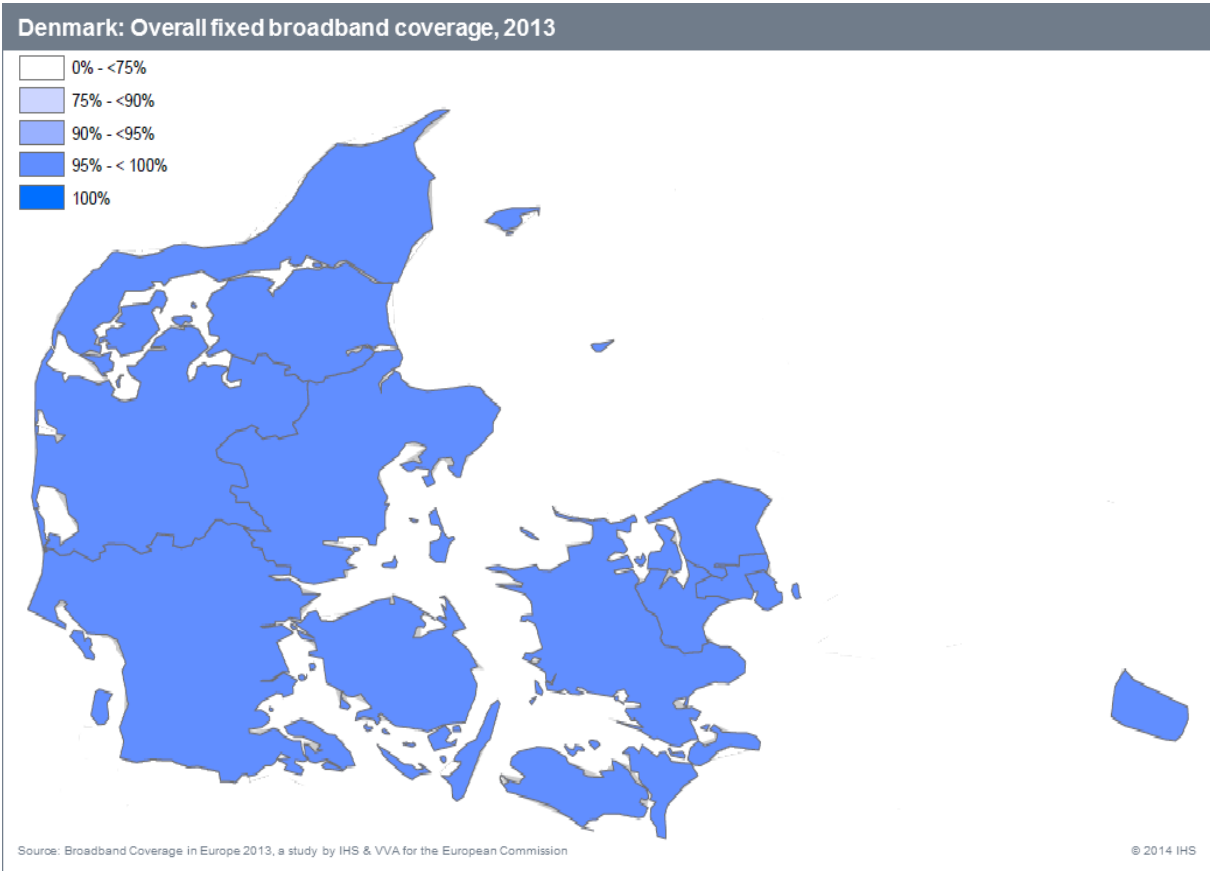 Denmark: Overall fixed broadband coverage, 2013
0% - <75%
75% - <90%
90% - <95%
95% - < 100%
100%
Source: Broadband Coverage in Europe 2013, a study by IHS & VVA for the European Commission
© 2014 IHS